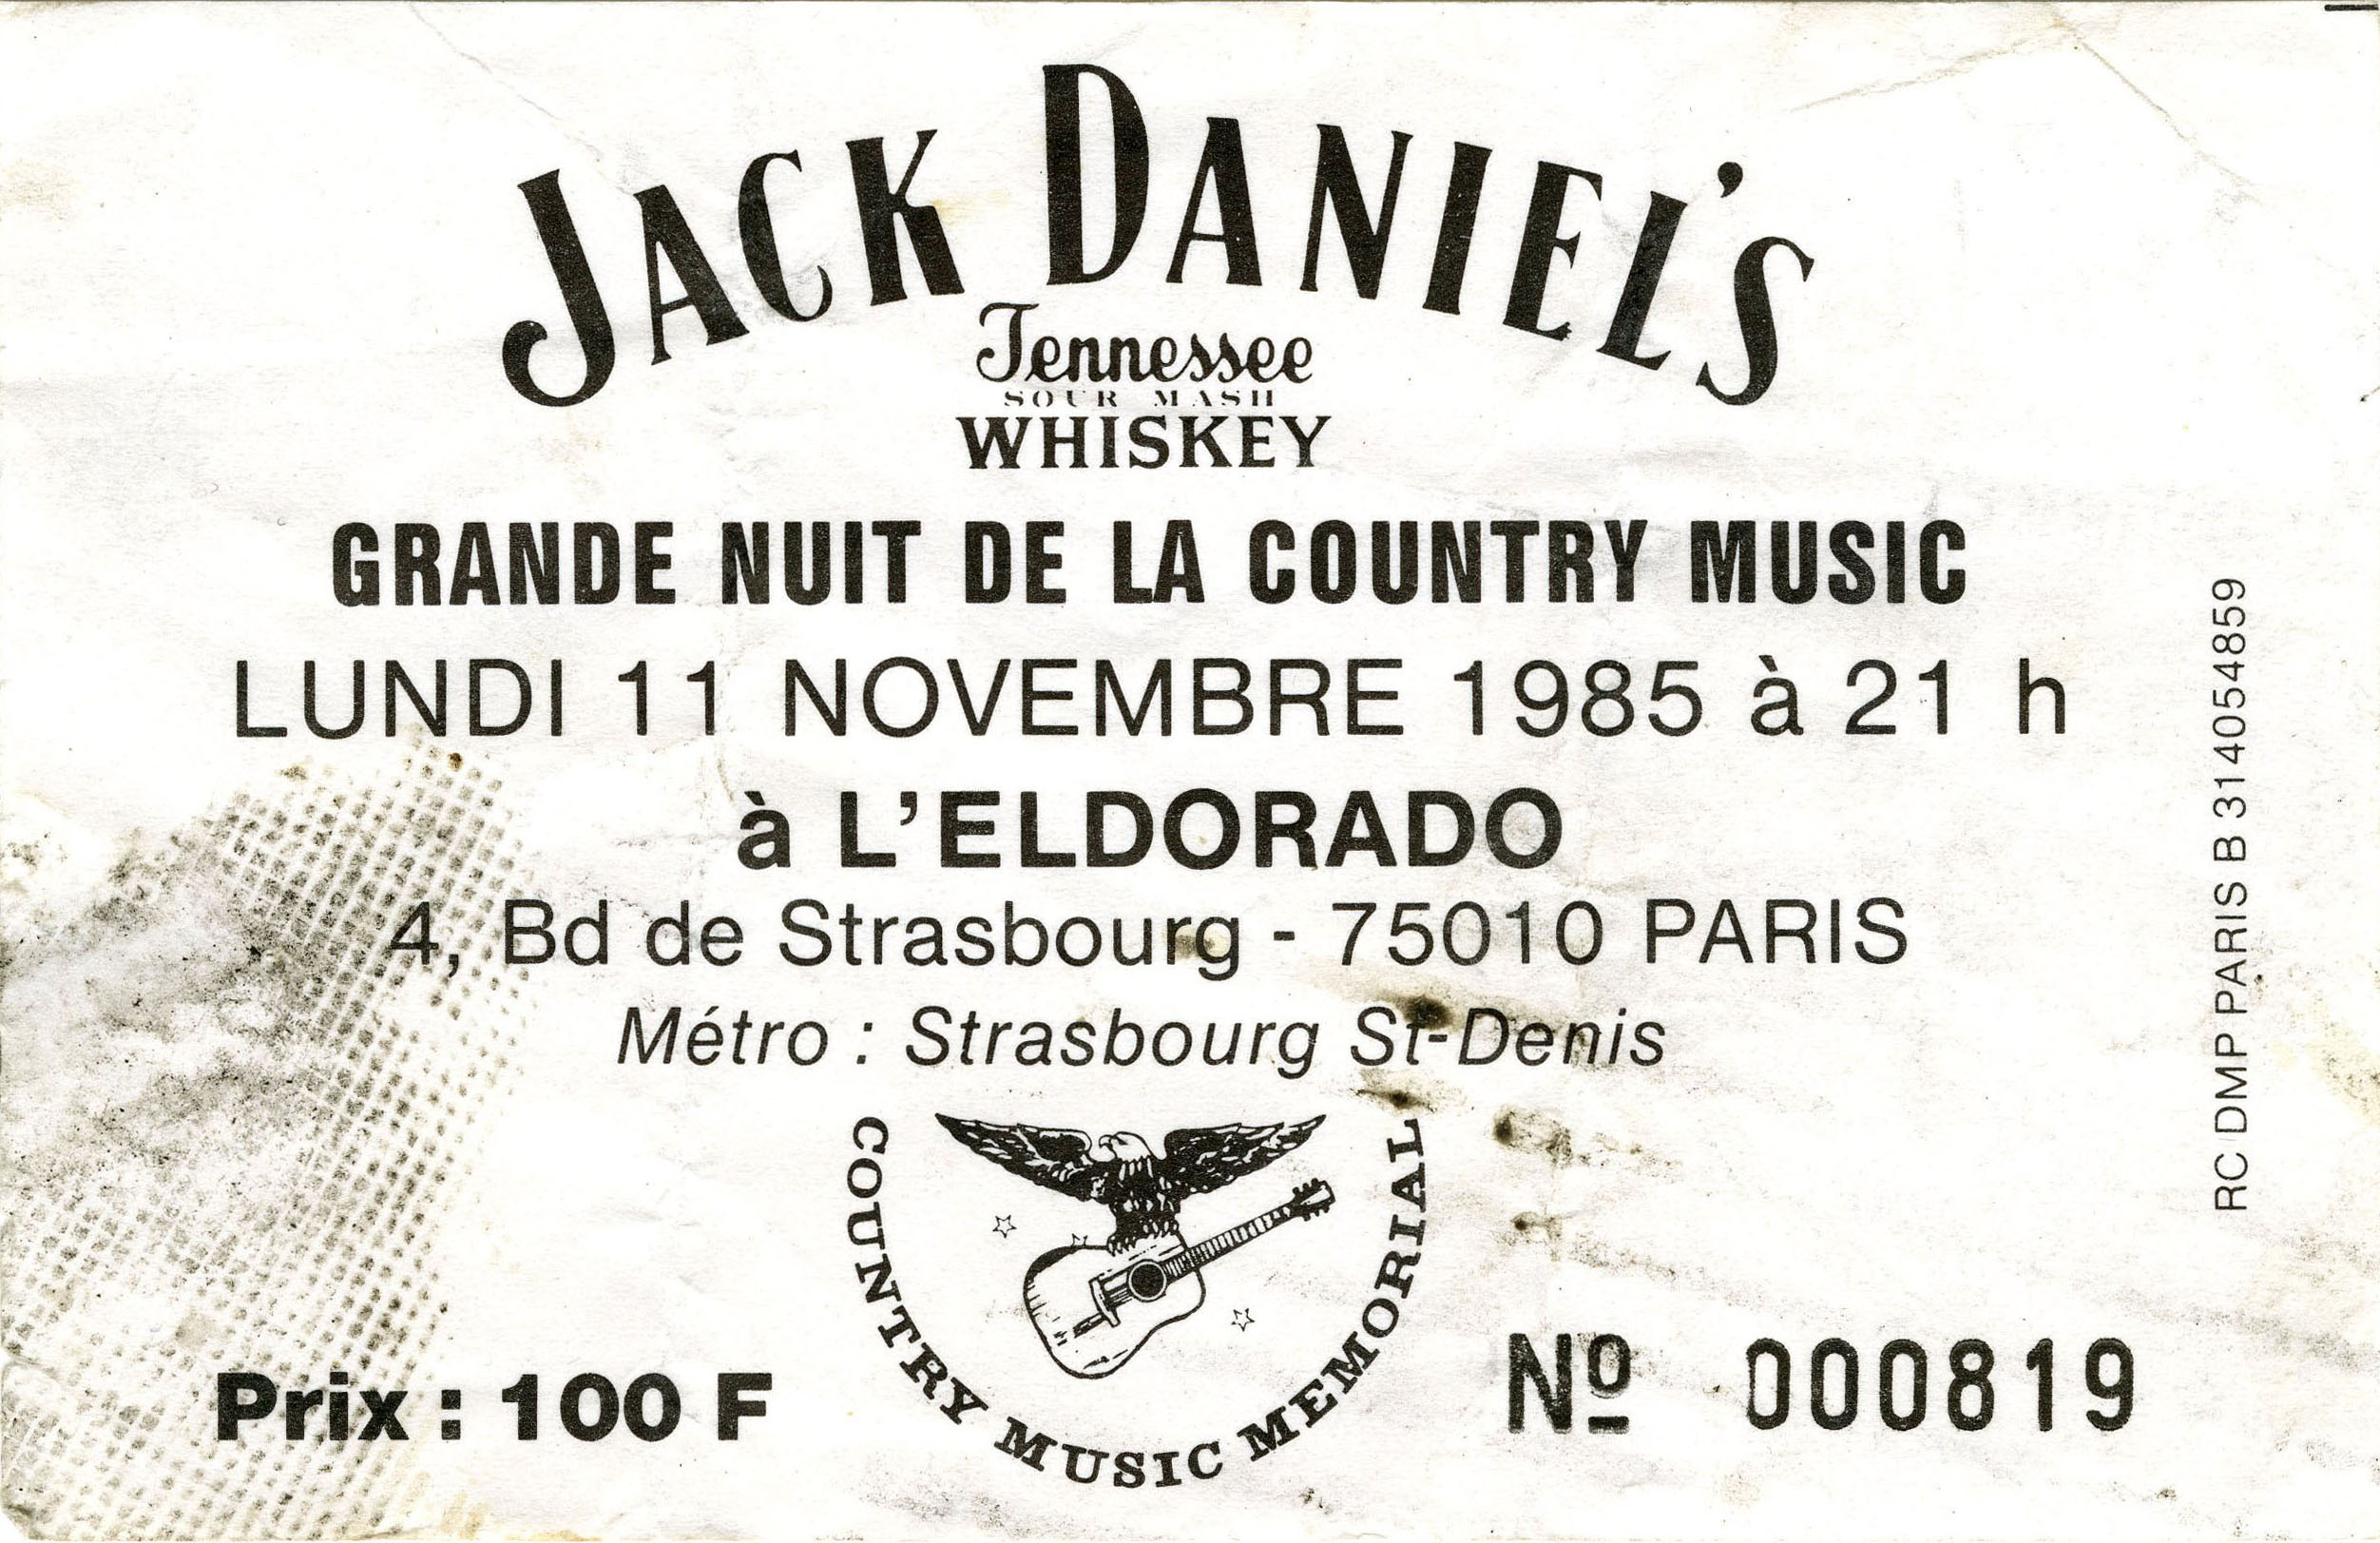 JACK DANIEL'S
Tennessee
SOUR MASH
WHISKEY
GRANDE NUIT DE LA COUNTRY MUSIC
LUNDI 11 NOVEMBRE 1985 à 21 h
à L'ELDORADO
4, Bd de Strasbourg - 75010 PARIS
Métro : Strasbourg St-Denis
COUNTRY MUSIC MEMORIAL
Prix : 100 F
Nº 000819
RC DMP PARIS B 314054859